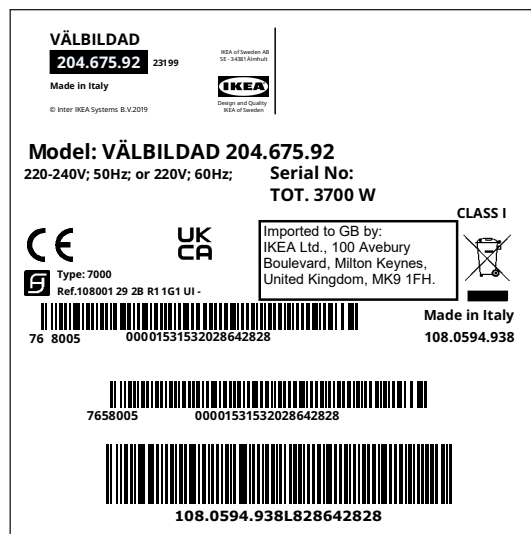 VÄLBILDAD
204.675.92 23199
Made in Italy
© Inter IKEA Systems B.V.2019
IKEA of Sweden AB
SE - 34381 Älmhult
IKEA
Design and Quality
IKEA of Sweden
Model: VÄLBILDAD 204.675.92
220-240V; 50Hz; or 220V; 60Hz;
Serial No:
TOT. 3700 W
CLASS I
CE
UK
CA
Imported to GB by:
IKEA Ltd., 100 Avebury
Boulevard, Milton Keynes,
United Kingdom, MK9 1FH.
Type: 7000
Ref.108001 29 2B R1 1G1 UI -
76 8005 00001531532028642828
Made in Italy
108.0594.938
7658005 00001531532028642828
108.0594.938L828642828